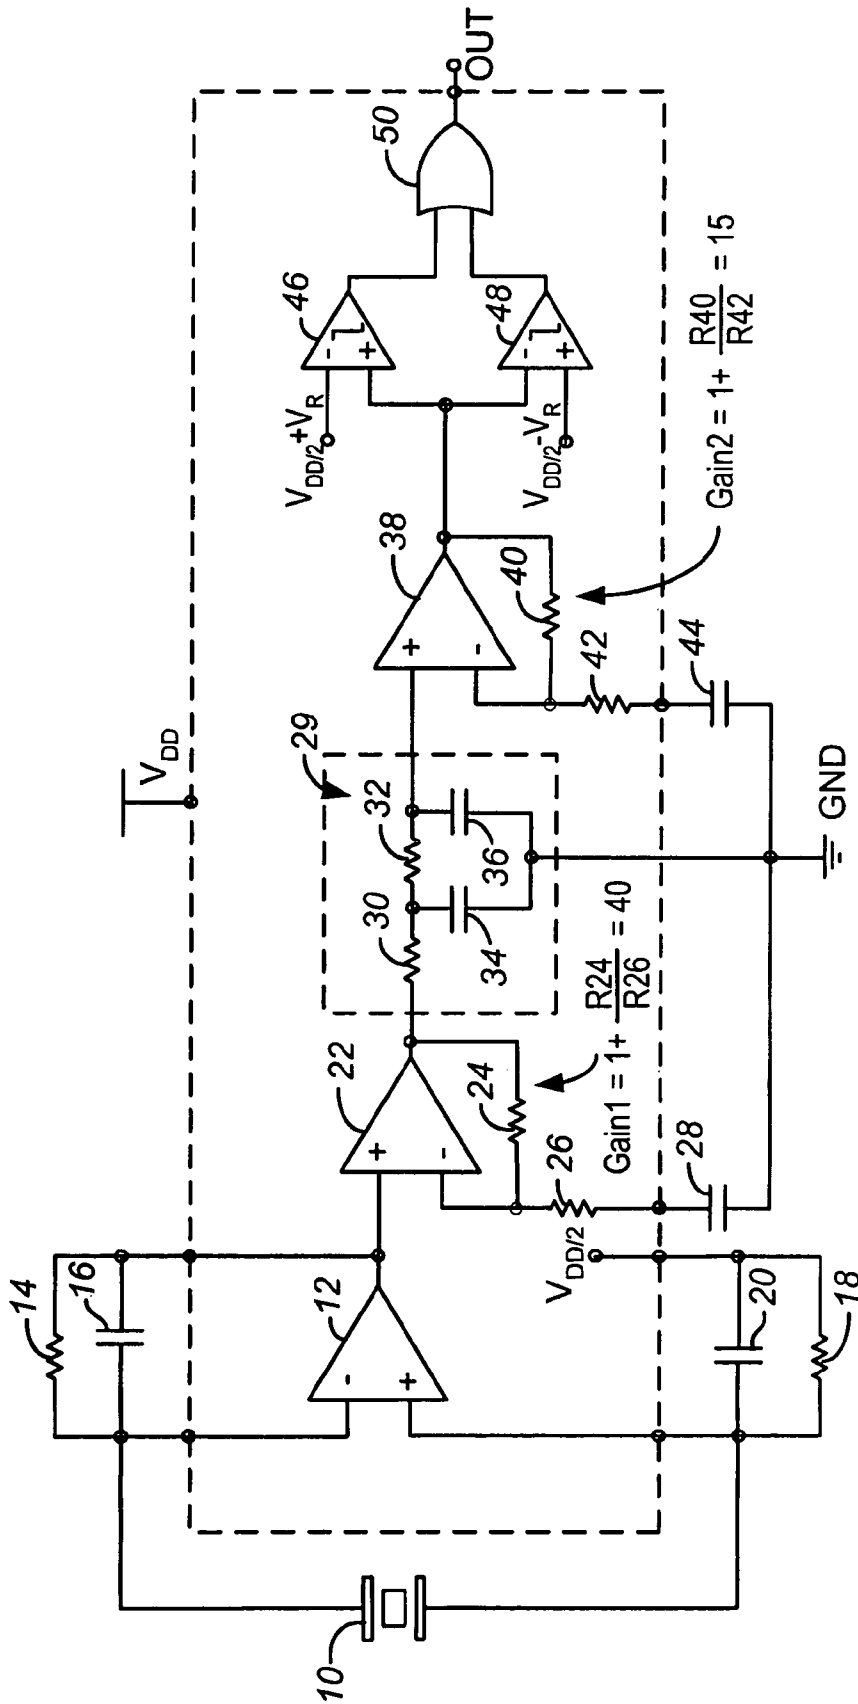 10
14
16
12
V_DD/2
20
18
22
24
26
28
Gain1 = 1+ R24/R26 = 40
29
30
32
34
36
V_DD
GND
38
40
42
44
Gain2 = 1+ R40/R42 = 15
V_DD/2+V_R
V_DD/2-V_R
46
48
50
OUT
- + + - + - - + - +